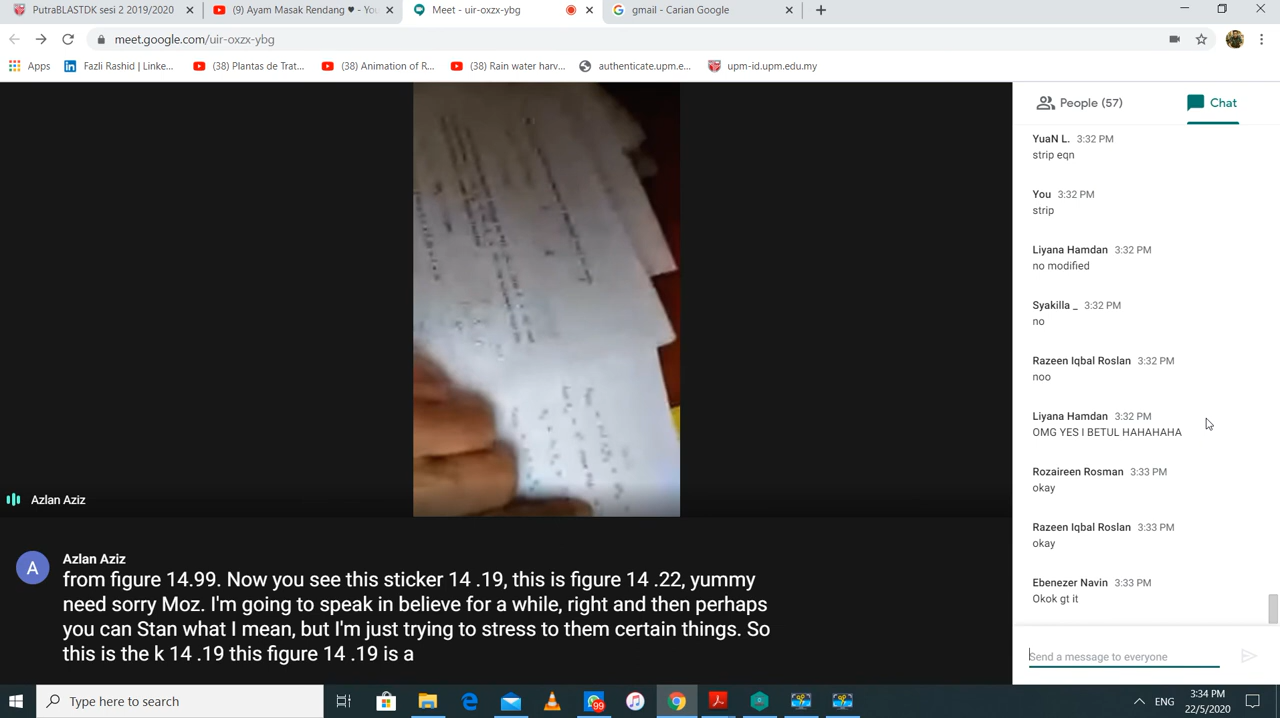 PutraBLASTDK sesi 2 2019/2020
(9) Ayam Masak Rendang ♥ - You
Meet - uir-oxzx-ybg
gmail - Carian Google
meet.google.com/uir-oxzx-ybg
Apps
Fazli Rashid | Linke...
(38) Plantas de Trat...
(38) Animation of R...
(38) Rain water harv...
authenticate.upm.e...
upm-id.upm.edu.my
People (57)
Chat
YuaN L. 3:32 PM
strip eqn
You 3:32 PM
strip
Liyana Hamdan 3:32 PM
no modified
Syakilla _ 3:32 PM
no
Razeen Iqbal Roslan 3:32 PM
noo
Liyana Hamdan 3:32 PM
OMG YES I BETUL HAHAHAHA
Rozaireen Rosman 3:33 PM
okay
Razeen Iqbal Roslan 3:33 PM
okay
Ebenezer Navin 3:33 PM
Okok gt it
Send a message to everyone
Azlan Aziz
A
Azlan Aziz
from figure 14.99. Now you see this sticker 14 .19, this is figure 14 .22, yummy
need sorry Moz. I'm going to speak in believe for a while, right and then perhaps
you can Stan what I mean, but I'm just trying to stress to them certain things. So
this is the k 14 .19 this figure 14 .19 is a
Type here to search
99
ENG
3:34 PM
22/5/2020